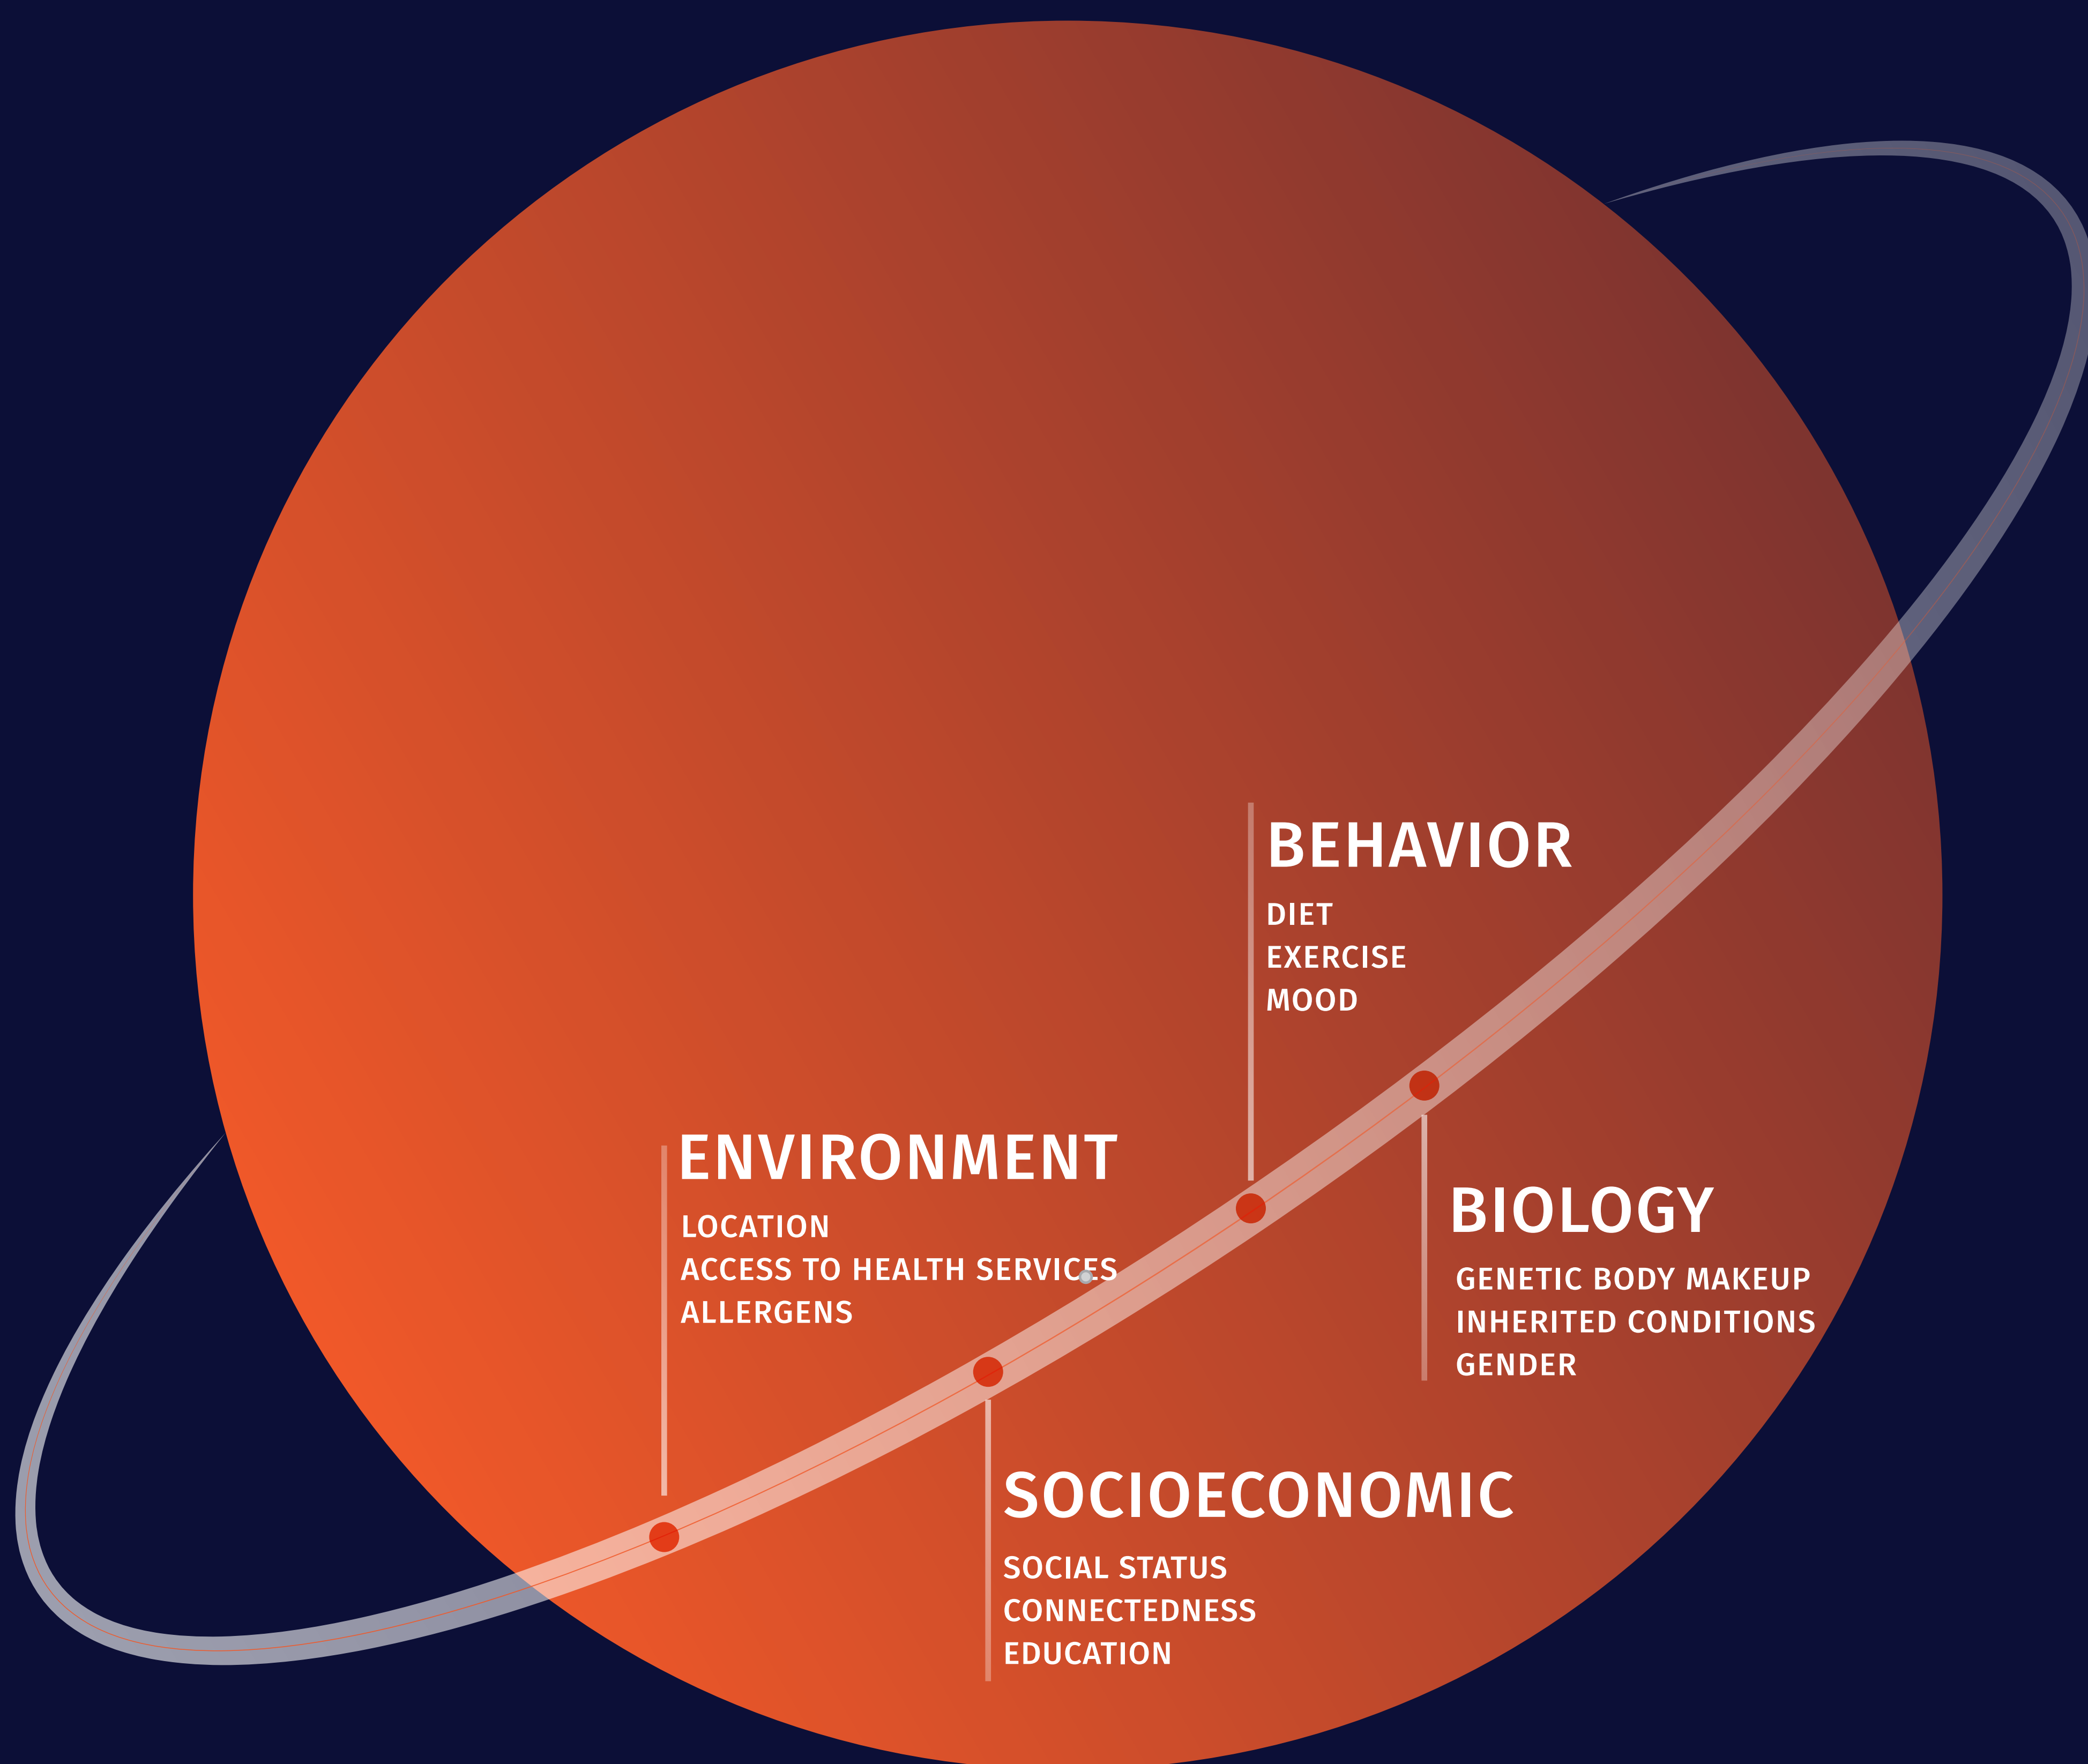 BEHAVIOR
DIET
EXERCISE
MOOD
ENVIRONMENT
LOCATION
ACCESS TO HEALTH SERVICES
ALLERGENS
BIOLOGY
GENETIC BODY MAKEUP
INHERITED CONDITIONS
GENDER
SOCIOECONOMIC
SOCIAL STATUS
CONNECTEDNESS
EDUCATION